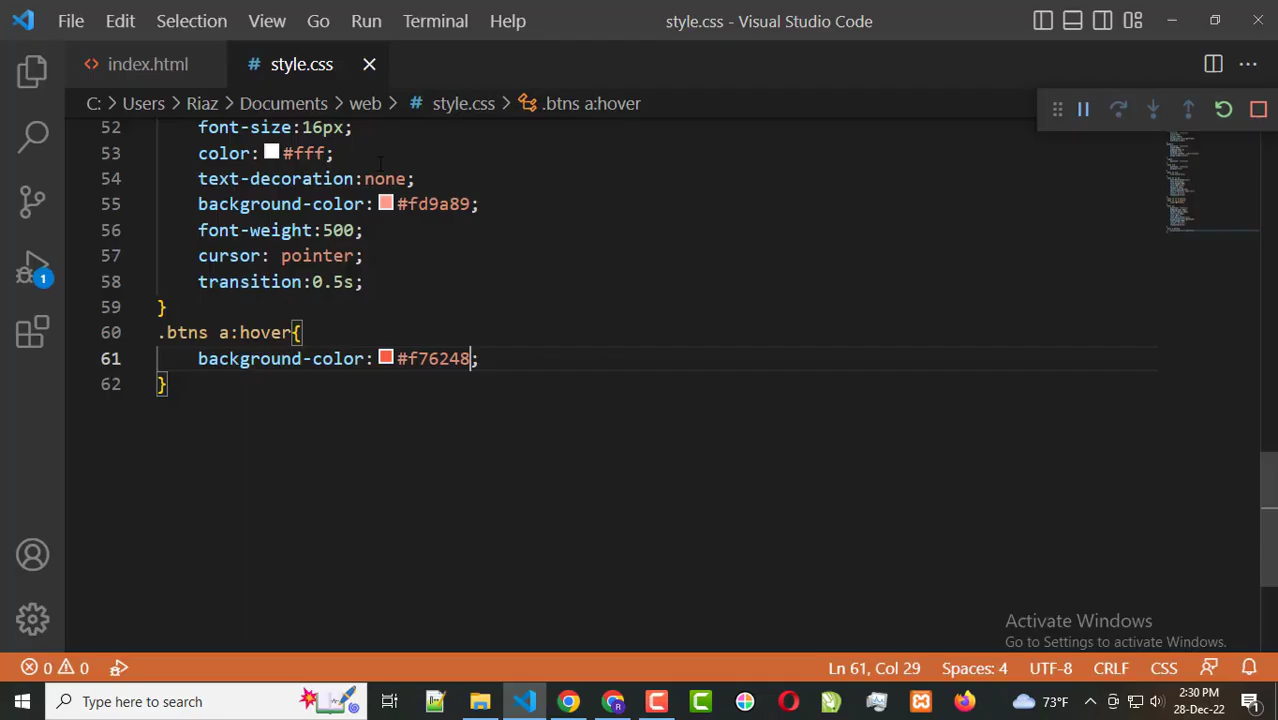 File Edit Selection View Go Run Terminal Help style.css - Visual Studio Code
index.html # style.css
C: > Users > Riaz > Documents > web > # style.css > .btns a:hover
52 font-size:16px;
53 color: #fff;
54 text-decoration:none;
55 background-color: #fd9a89;
56 font-weight:500;
57 cursor: pointer;
58 transition:0.5s;
59 }
60 .btns a:hover{
61 background-color: #f76248;
62 }
1
Activate Windows
Go to Settings to activate Windows.
0 0 Ln 61, Col 29 Spaces: 4 UTF-8 CRLF CSS
Type here to search 73°F 2:30 PM
28-Dec-22 1